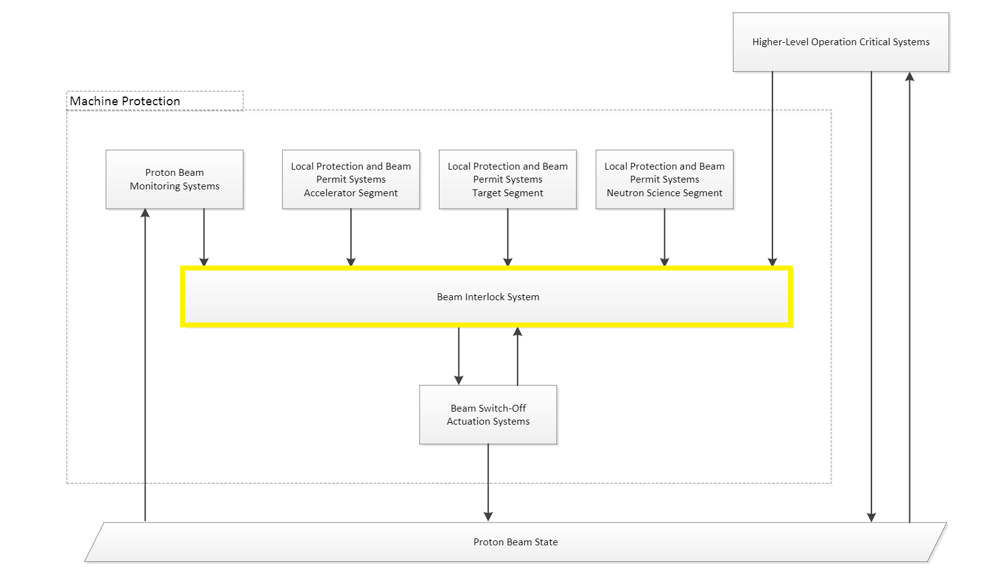 Higher-Level Operation Critical Systems
Machine Protection
Proton Beam
Monitoring Systems
Local Protection and Beam
Permit Systems
Accelerator Segment
Local Protection and Beam
Permit Systems
Target Segment
Local Protection and Beam
Permit Systems
Neutron Science Segment
Beam Interlock System
Beam Switch-Off
Actuation Systems
Proton Beam State